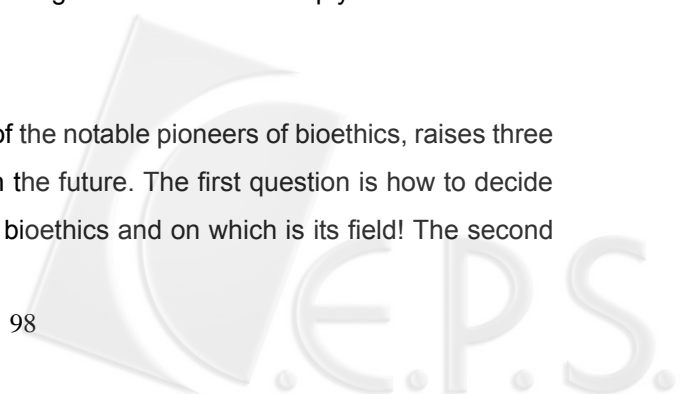 of the notable pioneers of bioethics, raises three
the future. The first question is how to decide
bioethics and on which is its field! The second
98
C.E.P.S.